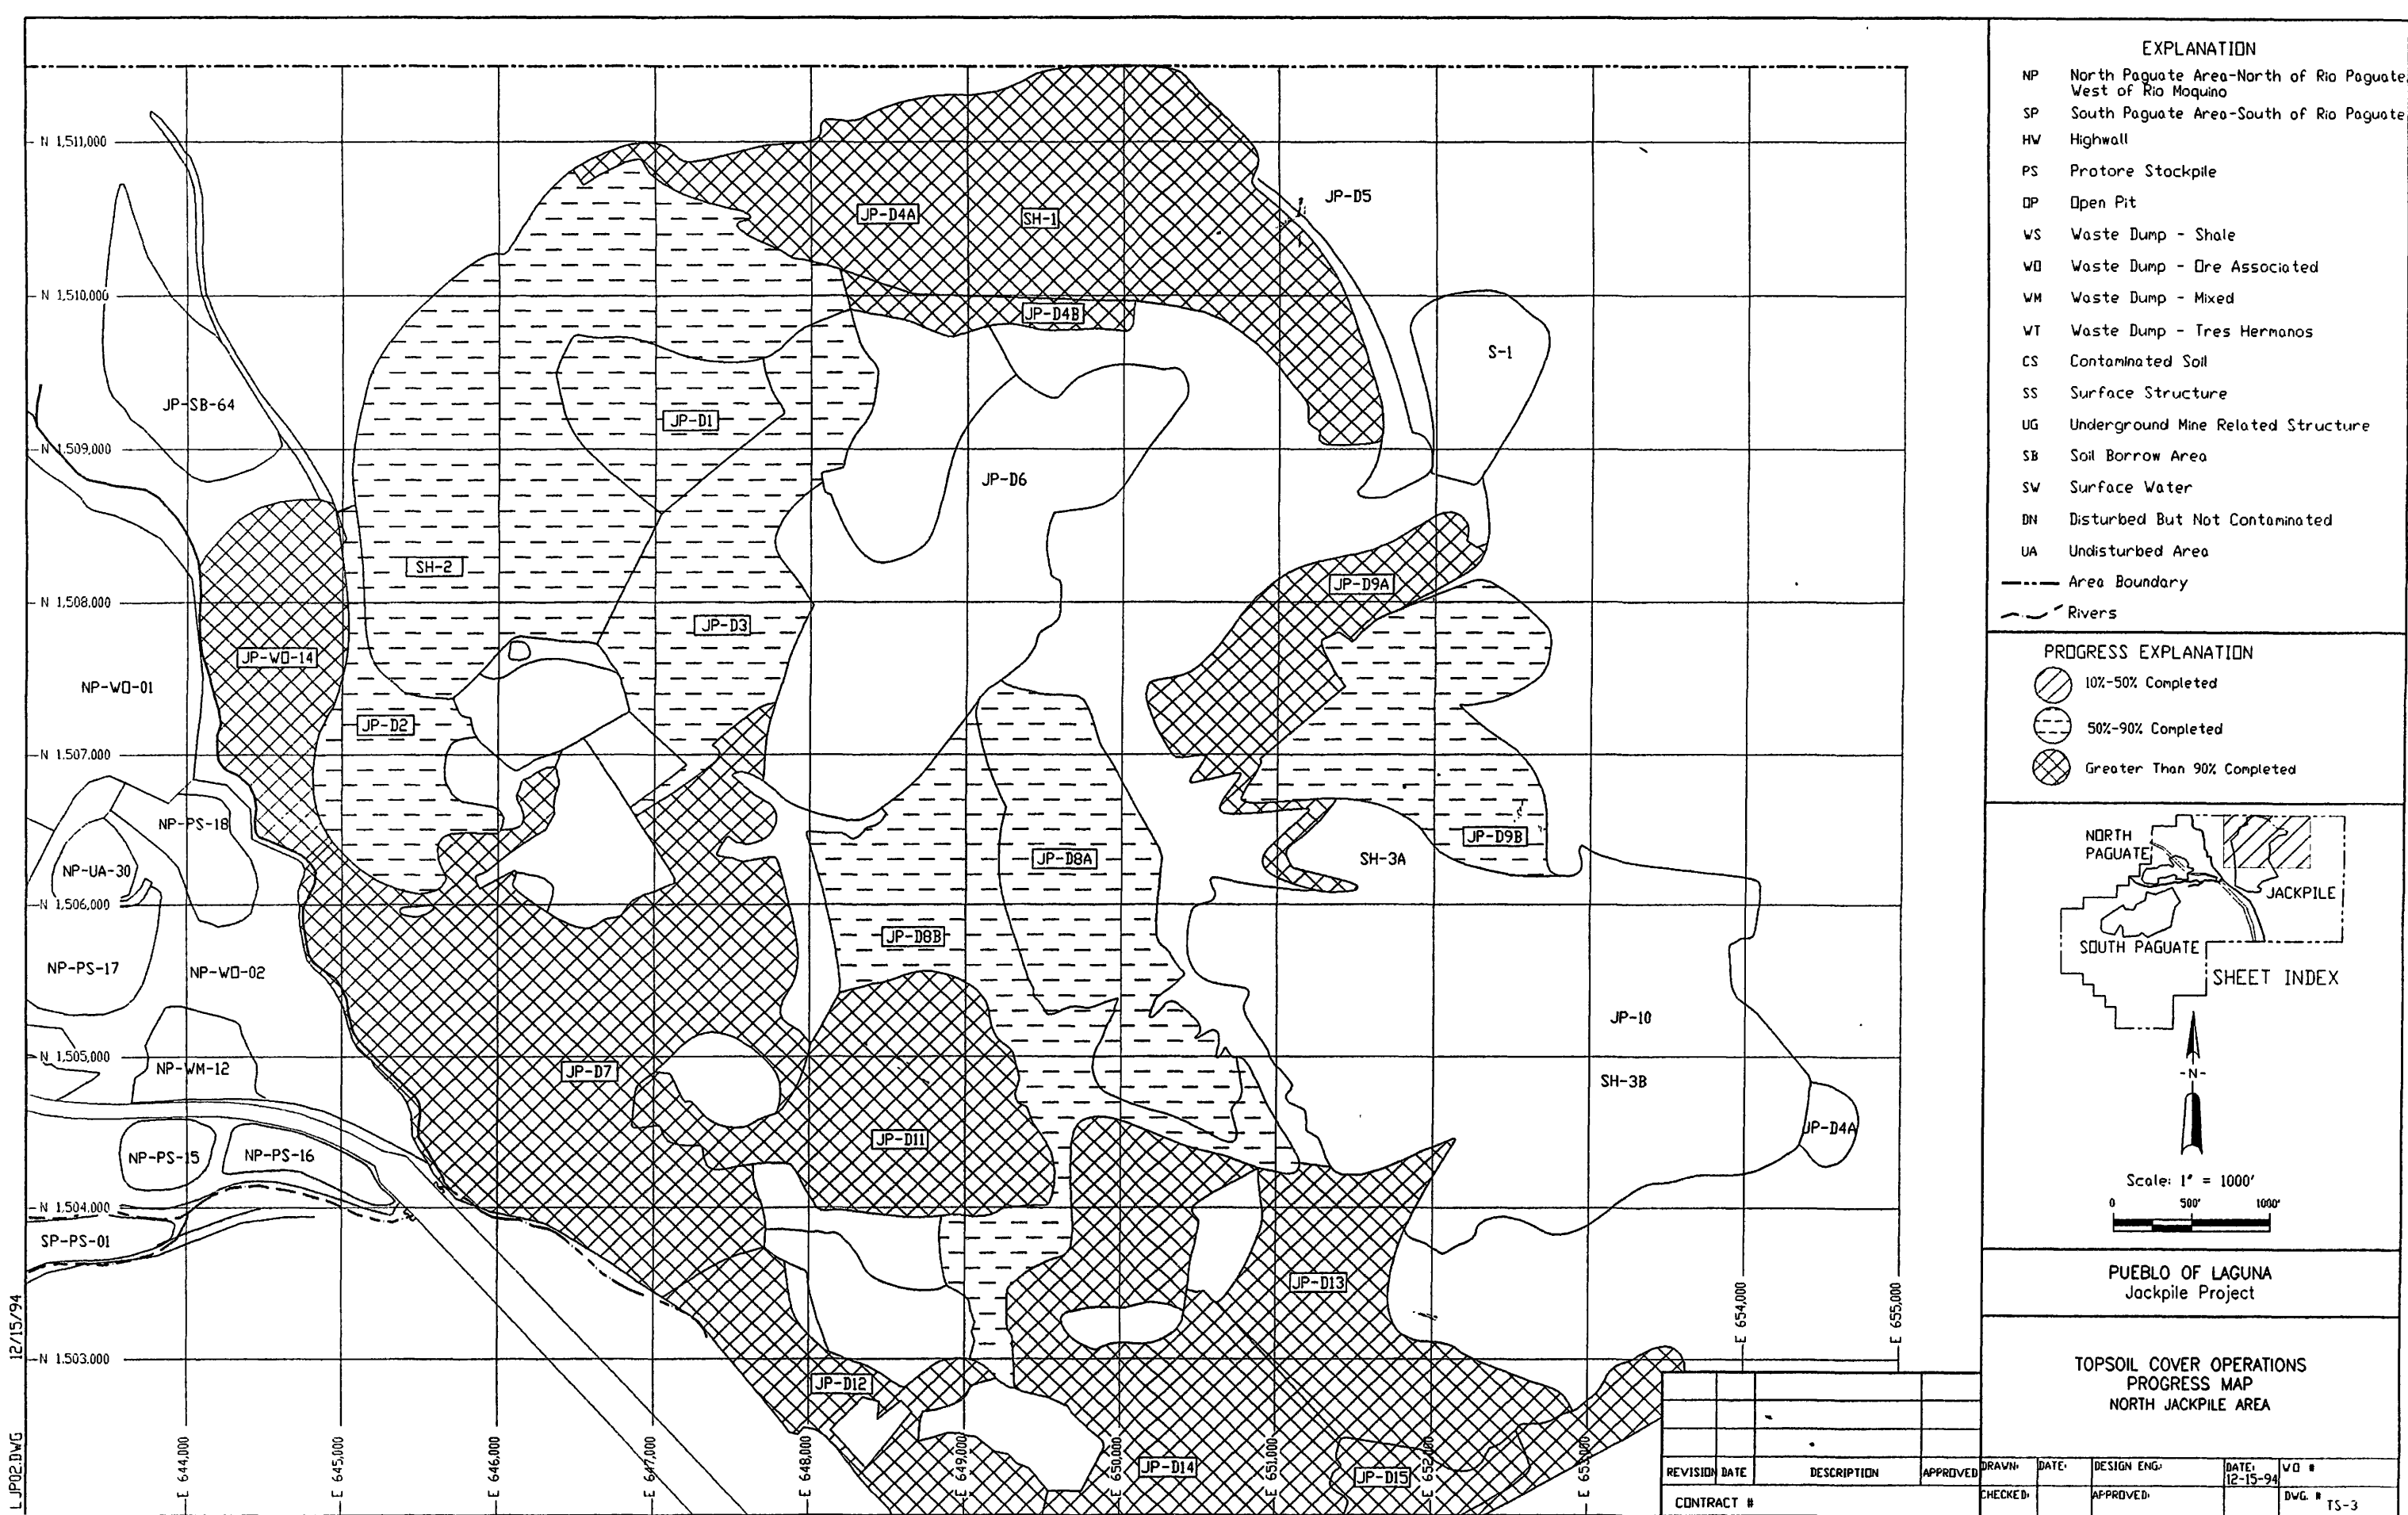 EXPLANATION
NP North Paguate Area-North of Rio Paguate,
West of Rio Moquino
SP South Paguate Area-South of Rio Paguate
HW Highwall
PS Protore Stockpile
OP Open Pit
WS Waste Dump - Shale
WO Waste Dump - Ore Associated
WM Waste Dump - Mixed
WT Waste Dump - Tres Hermanos
CS Contaminated Soil
SS Surface Structure
UG Underground Mine Related Structure
SB Soil Borrow Area
SW Surface Water
DN Disturbed But Not Contaminated
UA Undisturbed Area
Area Boundary
Rivers
PROGRESS EXPLANATION
10%-50% Completed
50%-90% Completed
Greater Than 90% Completed
NORTH
PAGUATE
JACKPILE
SOUTH PAGUATE
SHEET INDEX
-N-
Scale: 1" = 1000'
0 500' 1000'
PUEBLO OF LAGUNA
Jackpile Project
TOPSOIL COVER OPERATIONS
PROGRESS MAP
NORTH JACKPILE AREA
REVISION DATE DESCRIPTION APPROVED
CONTRACT #
DRAWN: DATE: DESIGN ENG: DATE: WO #
12-15-94
CHECKED: APPROVED: DWG. #
TS-3
N 1,511,000
N 1,510,000
N 1,509,000
N 1,508,000
N 1,507,000
N 1,506,000
N 1,505,000
N 1,504,000
N 1,503,000
E 644,000
E 645,000
E 646,000
E 647,000
E 648,000
E 649,000
E 650,000
E 651,000
E 652,000
E 653,000
E 654,000
E 655,000
JP-D5
JP-D4A
SH-1
JP-D4B
S-1
JP-SB-64
JP-D1
JP-D6
SH-2
JP-D9A
JP-D3
JP-WO-14
NP-WO-01
JP-D2
NP-PS-18
JP-D9B
JP-D8A
SH-3A
NP-UA-30
JP-D8B
NP-PS-17
NP-WO-02
JP-10
NP-WM-12
JP-D7
SH-3B
JP-D4A
JP-D11
NP-PS-15
NP-PS-16
SP-PS-01
JP-D13
JP-D12
JP-D14
JP-D15
LJP02.DWG 12/15/94